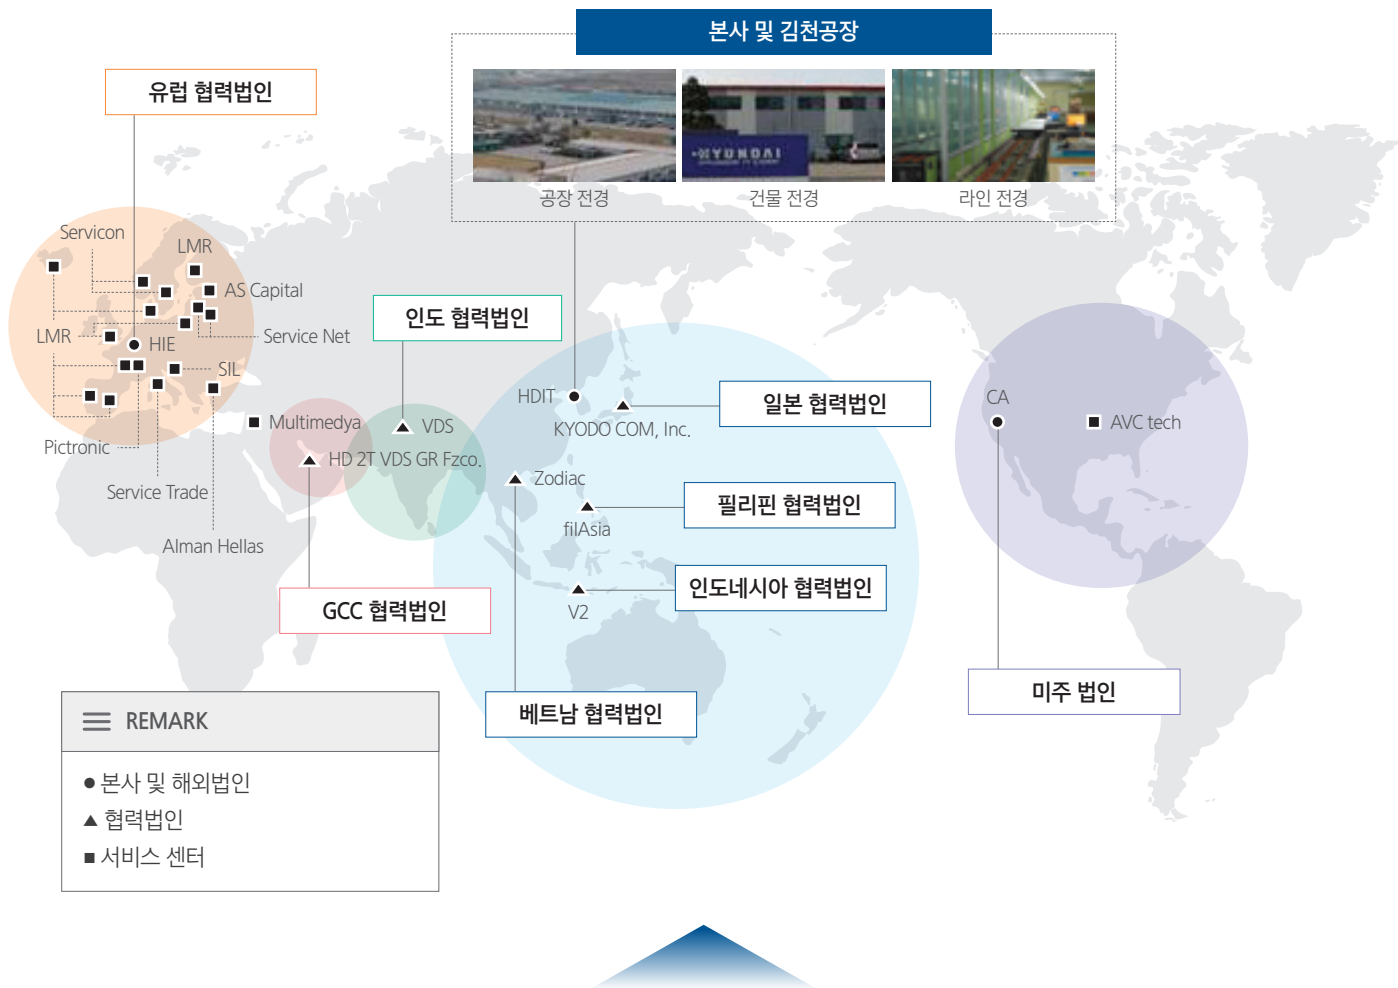 본사 및 김천공장
유럽 협력법인
HYUNDAI
공장 전경
건물 전경
라인 전경
Servicon
LMR
AS Capital
LMR
HIE
Service Net
SIL
인도 협력법인
HDIT
일본 협력법인
CA
Multimedya
VDS
KYODO COM, Inc.
AVC tech
Pictronic
HD 2T VDS GR Fzco.
Zodiac
Service Trade
필리핀 협력법인
filAsia
Alman Hellas
인도네시아 협력법인
GCC 협력법인
V2
미주 법인
베트남 협력법인
REMARK
● 본사 및 해외법인
▲ 협력법인
■ 서비스 센터